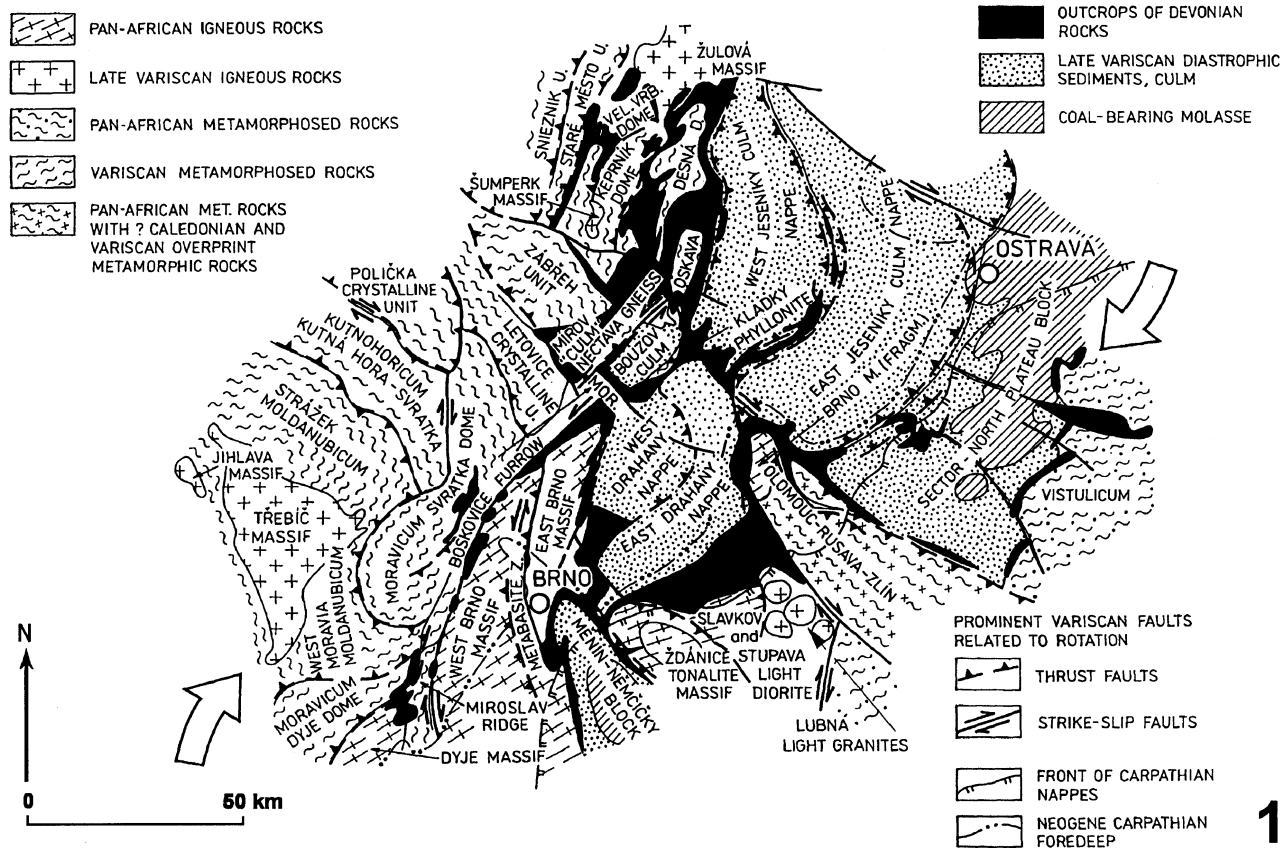 PAN-AFRICAN IGNEOUS ROCKS
LATE VARISCAN IGNEOUS ROCKS
PAN-AFRICAN METAMORPHOSED ROCKS
VARISCAN METAMORPHOSED ROCKS
PAN-AFRICAN MET. ROCKS
WITH ? CALEDONIAN AND
VARISCAN OVERPRINT
METAMORPHIC ROCKS
OUTCROPS OF DEVONIAN
ROCKS
LATE VARISCAN DIASTROPHIC
SEDIMENTS, CULM
COAL-BEARING MOLASSE
ŽULOVÁ
MASSIF
SNIEZNIK U.
STARÉ MĚSTO U.
VEL. VRB
DOME
KEPRNÍK
DOME
DESNA D.
ŠUMPERK
MASSIF
WEST JESENIKY CULM
NAPPE
EAST JESENIKY CULM / NAPPE
BRNO M. (FRAGM.)
OSTRAVA
OSKAVA
ZÁBŘEH
UNIT
POLIČKA
CRYSTALLINE
UNIT
KUTNOHORICUM
KUTNÁ HORA-SVRATKA
LETOVICE
CRYSTALLINE
U.
MÍROV
CULM
NECTAVA GNEISS
BOUZOV
CULM
KLADKY
PHYLLONITE
MOR
STRÁŽEK
MOLDANUBICUM
MORAVICUM SVRATKA DOME
BOSKOVICE FURROW
WEST
DRAHANY
NAPPE
EAST DRAHANY
NAPPE
SECTOR NORTH PLATEAU BLOCK
VISTULICUM
JIHLAVA
MASSIF
TŘEBÍČ
MASSIF
WEST
MORAVIA
MOLDANUBICUM
EAST BRNO
MASSIF
OLOMOUC-RUSAVA-ZLÍN
BRNO
WEST BRNO
MASSIF
METABASITE Z.
SLAVKOV
and
STUPAVA
LIGHT
DIORITE
ŽDÁNICE
TONALITE
MASSIF
MENÍN-NĚMČIČKY
BLOCK
MORAVICUM
DYJE DOME
MIROSLAV
RIDGE
DYJE MASSIF
LUBNÁ
LIGHT GRANITES
N
0
50 km
PROMINENT VARISCAN FAULTS
RELATED TO ROTATION
THRUST FAULTS
STRIKE-SLIP FAULTS
FRONT OF CARPATHIAN
NAPPES
NEOGENE CARPATHIAN
FOREDEEP
1